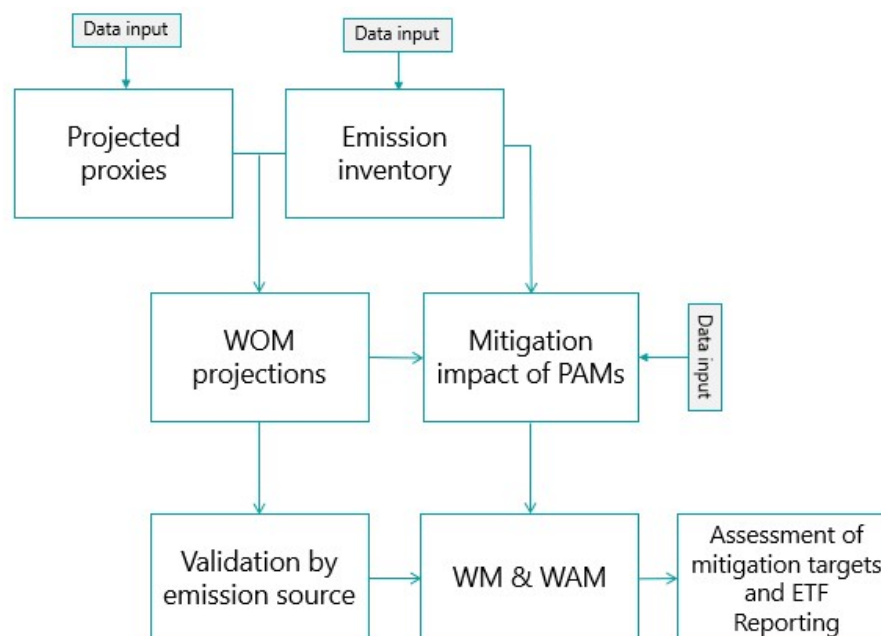 Data input
Data input
Projected
proxies
Emission
inventory
WOM
projections
Mitigation
impact of PAMs
Data input
Validation by
emission source
WM & WAM
Assessment of
mitigation targets
and ETF
Reporting